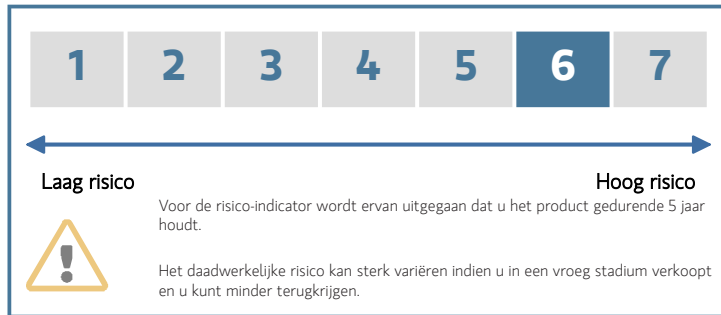 1 2 3 4 5 6 7
Laag risico Hoog risico
Voor de risico-indicator wordt ervan uitgegaan dat u het product gedurende 5 jaar
houdt.
Het daadwerkelijke risico kan sterk variëren indien u in een vroeg stadium verkoopt
en u kunt minder terugkrijgen.